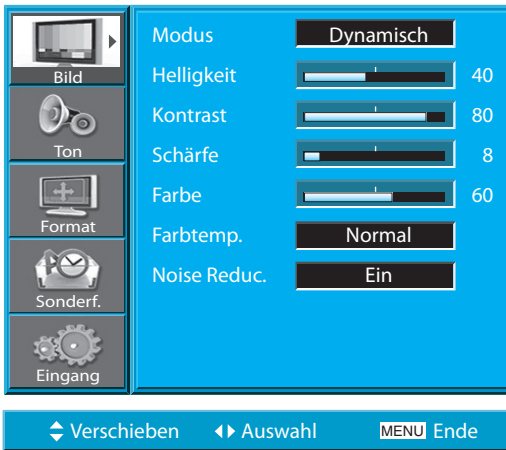 Bild
Ton
Format
Sonderf.
Eingang
Modus Dynamisch
Helligkeit 40
Kontrast 80
Schärfe 8
Farbe 60
Farbtemp. Normal
Noise Reduc. Ein
Verschieben Auswahl MENU Ende